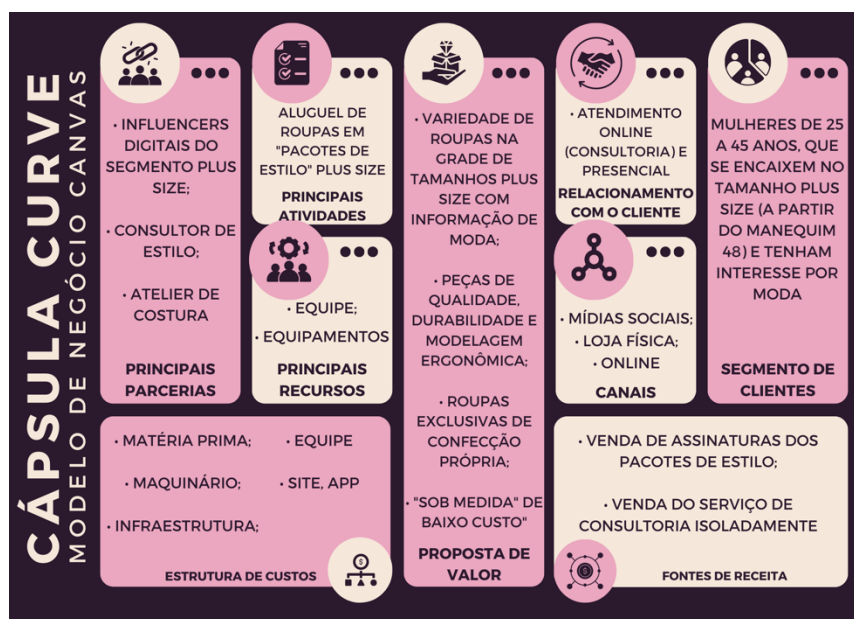 CÁPSULA CURVE
MODELO DE NEGÓCIO CANVAS
• INFLUENCERS
DIGITAIS DO
SEGMENTO PLUS
SIZE;
• CONSULTOR DE
ESTILO;
• ATELIER DE
COSTURA
PRINCIPAIS
PARCERIAS
ALUGUEL DE
ROUPAS EM
"PACOTES DE
ESTILO" PLUS SIZE
PRINCIPAIS
ATIVIDADES
• EQUIPE;
• EQUIPAMENTOS
PRINCIPAIS
RECURSOS
• VARIEDADE DE
ROUPAS NA
GRADE DE
TAMANHOS PLUS
SIZE COM
INFORMAÇÃO DE
MODA;
• PEÇAS DE
QUALIDADE,
DURABILIDADE E
MODELAGEM
ERGONÔMICA;
• ROUPAS
EXCLUSIVAS DE
CONFECÇÃO
PRÓPRIA;
• "SOB MEDIDA" DE
BAIXO CUSTO"
PROPOSTA DE
VALOR
• ATENDIMENTO
ONLINE
(CONSULTORIA) E
PRESENCIAL
RELACIONAMENTO
COM O CLIENTE
• MÍDIAS SOCIAIS;
• LOJA FÍSICA;
• ONLINE
CANAIS
MULHERES DE 25
A 45 ANOS, QUE
SE ENCAIXEM NO
TAMANHO PLUS
SIZE (A PARTIR
DO MANEQUIM
48) E TENHAM
INTERESSE POR
MODA
SEGMENTO DE
CLIENTES
• MATÉRIA PRIMA;
• MAQUINÁRIO;
• INFRAESTRUTURA;
• EQUIPE
• SITE, APP
ESTRUTURA DE CUSTOS
• VENDA DE ASSINATURAS DOS
PACOTES DE ESTILO;
• VENDA DO SERVIÇO DE
CONSULTORIA ISOLADAMENTE
FONTES DE RECEITA